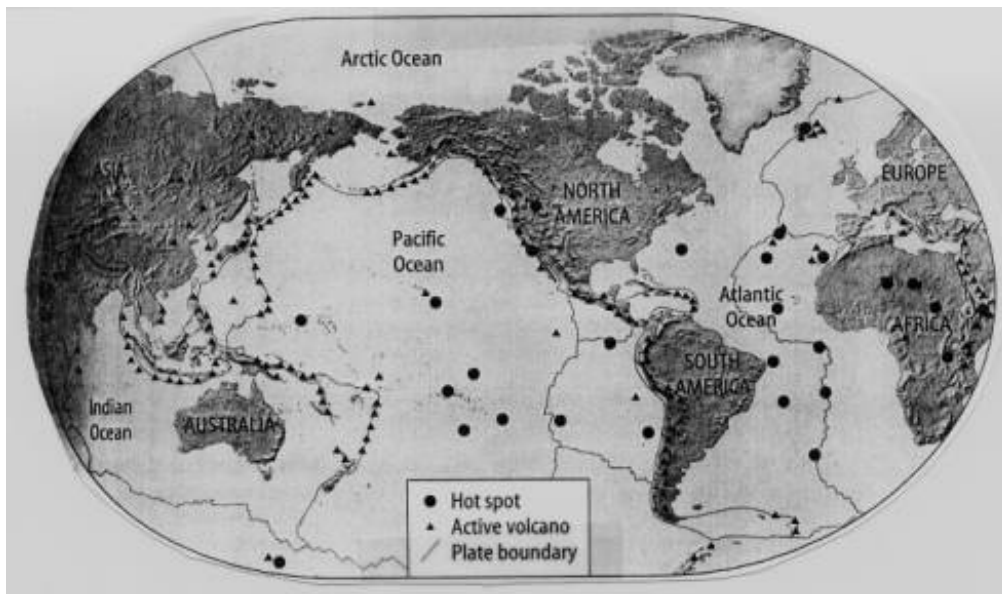 Arctic Ocean
ASIA
NORTH
AMERICA
EUROPE
Pacific
Ocean
Atlantic
Ocean
AFRICA
SOUTH
AMERICA
Indian
Ocean
AUSTRALIA
Hot spot
Active volcano
Plate boundary